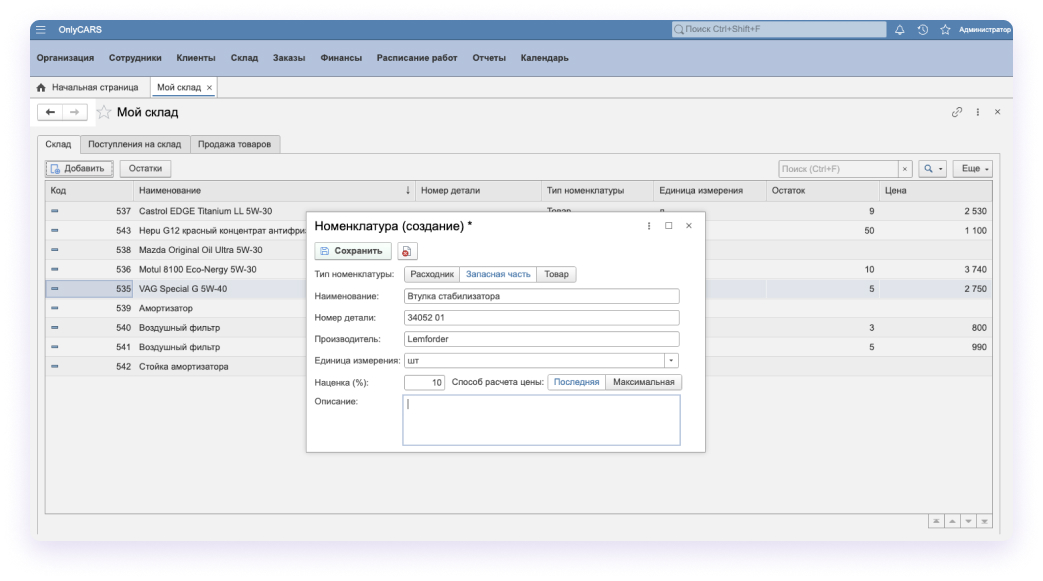 OnlyCARS
Поиск Ctrl+Shift+F
Администратор
Организация Сотрудники Клиенты Склад Заказы Финансы Расписание работ Отчеты Календарь
Начальная страница Мой склад ×
Мой склад
Склад Поступления на склад Продажа товаров
Добавить Остатки Поиск (Ctrl+F) × Еще
Код Наименование ↓ Номер детали Тип номенклатуры Единица измерения Остаток Цена
537 Castrol EDGE Titanium LL 5W-30 9 2 530
543 Hepu G12 красный концентрат антифри 50 1 100
538 Mazda Original Oil Ultra 5W-30
536 Motul 8100 Eco-Nergy 5W-30 10 3 740
535 VAG Special G 5W-40 5 2 750
539 Амортизатор
540 Воздушный фильтр 3 800
541 Воздушный фильтр 5 990
542 Стойка амортизатора
Номенклатура (создание) *
Сохранить
Тип номенклатуры: Расходник Запасная часть Товар
Наименование: Втулка стабилизатора
Номер детали: 34052 01
Производитель: Lemforder
Единица измерения: шт
Наценка (%): 10 Способ расчета цены: Последняя Максимальная
Описание: